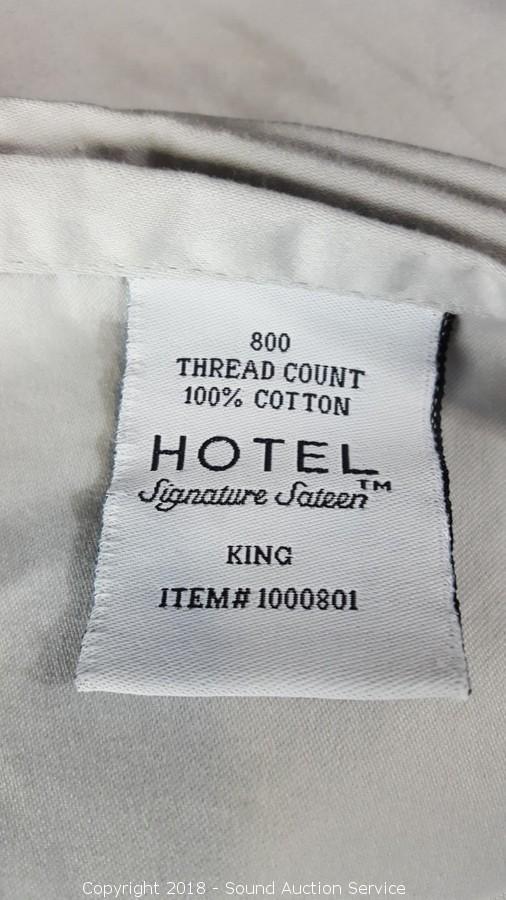 800
THREAD COUNT
100% COTTON
HOTEL
Signature Sateen™
KING
ITEM# 1000801
Copyright 2018 - Sound Auction Service